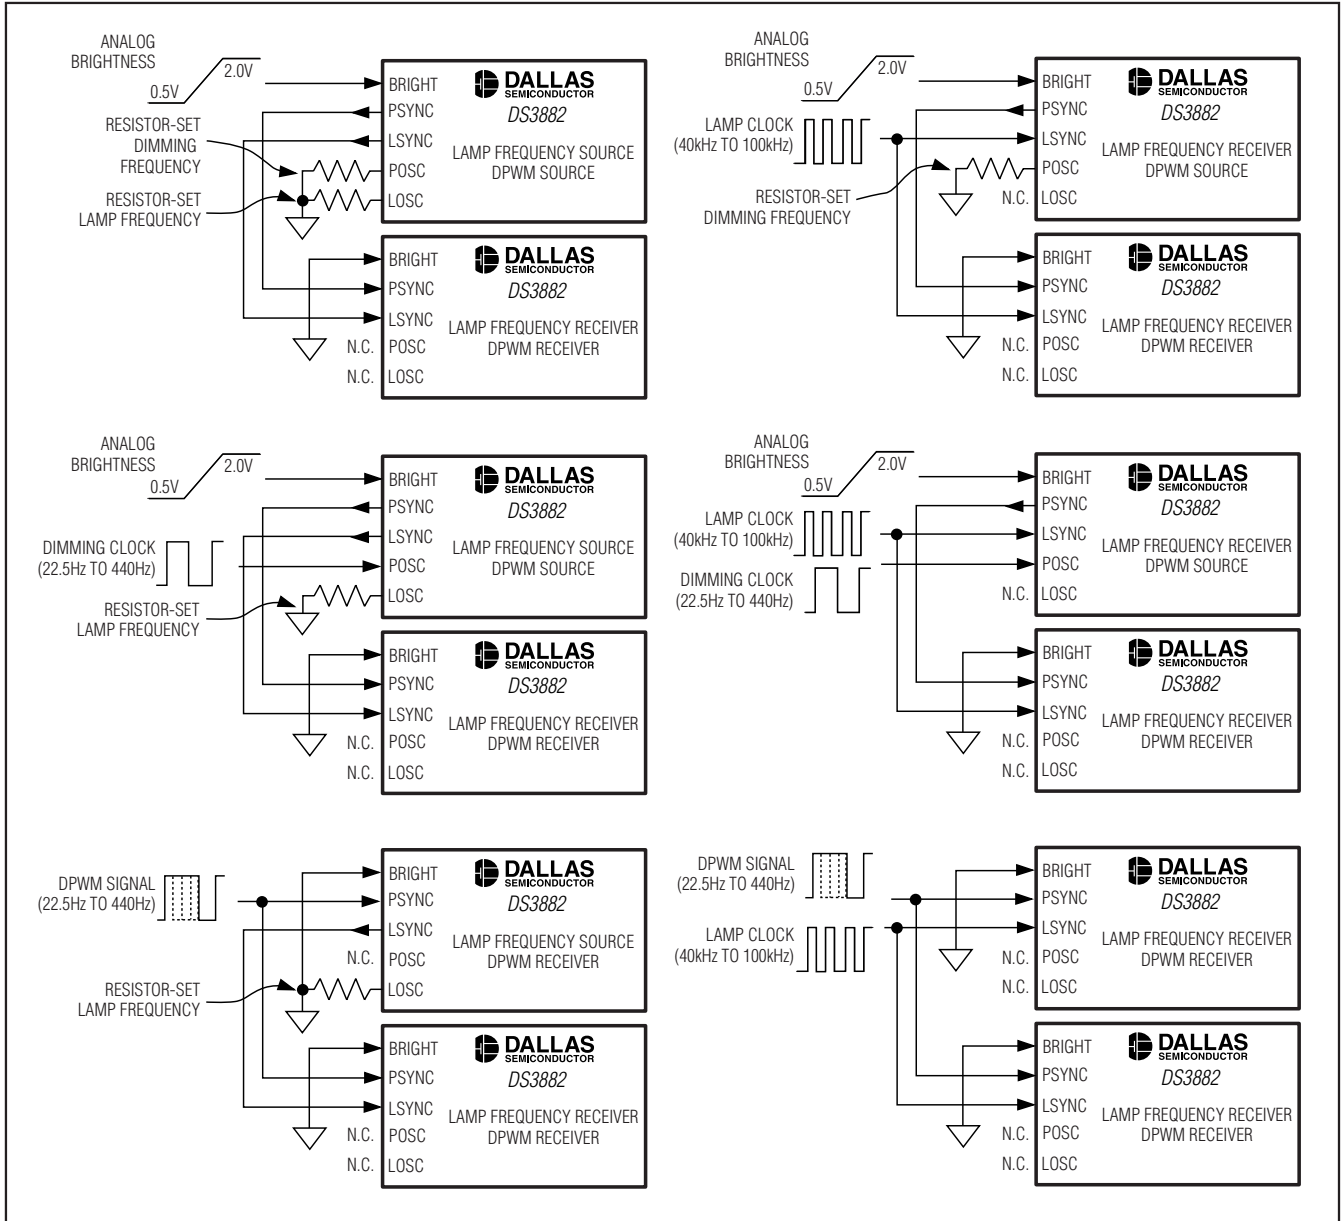 ANALOG
BRIGHTNESS
0.5V
2.0V
RESISTOR-SET
DIMMING
FREQUENCY
RESISTOR-SET
LAMP FREQUENCY
BRIGHT
PSYNC
LSYNC
POSC
LOSC
DALLAS
SEMICONDUCTOR
DS3882
LAMP FREQUENCY SOURCE
DPWM SOURCE
BRIGHT
PSYNC
LSYNC
N.C. POSC
N.C. LOSC
DALLAS
SEMICONDUCTOR
DS3882
LAMP FREQUENCY RECEIVER
DPWM RECEIVER
ANALOG
BRIGHTNESS
0.5V
2.0V
LAMP CLOCK
(40kHz TO 100kHz)
RESISTOR-SET
DIMMING FREQUENCY
BRIGHT
PSYNC
LSYNC
POSC
N.C. LOSC
DALLAS
SEMICONDUCTOR
DS3882
LAMP FREQUENCY RECEIVER
DPWM SOURCE
BRIGHT
PSYNC
LSYNC
N.C. POSC
N.C. LOSC
DALLAS
SEMICONDUCTOR
DS3882
LAMP FREQUENCY RECEIVER
DPWM RECEIVER
ANALOG
BRIGHTNESS
0.5V
2.0V
DIMMING CLOCK
(22.5Hz TO 440Hz)
RESISTOR-SET
LAMP FREQUENCY
BRIGHT
PSYNC
LSYNC
POSC
LOSC
DALLAS
SEMICONDUCTOR
DS3882
LAMP FREQUENCY SOURCE
DPWM SOURCE
BRIGHT
PSYNC
LSYNC
N.C. POSC
N.C. LOSC
DALLAS
SEMICONDUCTOR
DS3882
LAMP FREQUENCY RECEIVER
DPWM RECEIVER
ANALOG
BRIGHTNESS
0.5V
2.0V
LAMP CLOCK
(40kHz TO 100kHz)
DIMMING CLOCK
(22.5Hz TO 440Hz)
BRIGHT
PSYNC
LSYNC
POSC
N.C. LOSC
DALLAS
SEMICONDUCTOR
DS3882
LAMP FREQUENCY RECEIVER
DPWM SOURCE
BRIGHT
PSYNC
LSYNC
N.C. POSC
N.C. LOSC
DALLAS
SEMICONDUCTOR
DS3882
LAMP FREQUENCY RECEIVER
DPWM RECEIVER
DPWM SIGNAL
(22.5Hz TO 440Hz)
RESISTOR-SET
LAMP FREQUENCY
BRIGHT
PSYNC
LSYNC
N.C. POSC
LOSC
DALLAS
SEMICONDUCTOR
DS3882
LAMP FREQUENCY SOURCE
DPWM RECEIVER
BRIGHT
PSYNC
LSYNC
N.C. POSC
N.C. LOSC
DALLAS
SEMICONDUCTOR
DS3882
LAMP FREQUENCY RECEIVER
DPWM RECEIVER
DPWM SIGNAL
(22.5Hz TO 440Hz)
LAMP CLOCK
(40kHz TO 100kHz)
BRIGHT
PSYNC
LSYNC
N.C. POSC
N.C. LOSC
DALLAS
SEMICONDUCTOR
DS3882
LAMP FREQUENCY RECEIVER
DPWM RECEIVER
BRIGHT
PSYNC
LSYNC
N.C. POSC
N.C. LOSC
DALLAS
SEMICONDUCTOR
DS3882
LAMP FREQUENCY RECEIVER
DPWM RECEIVER